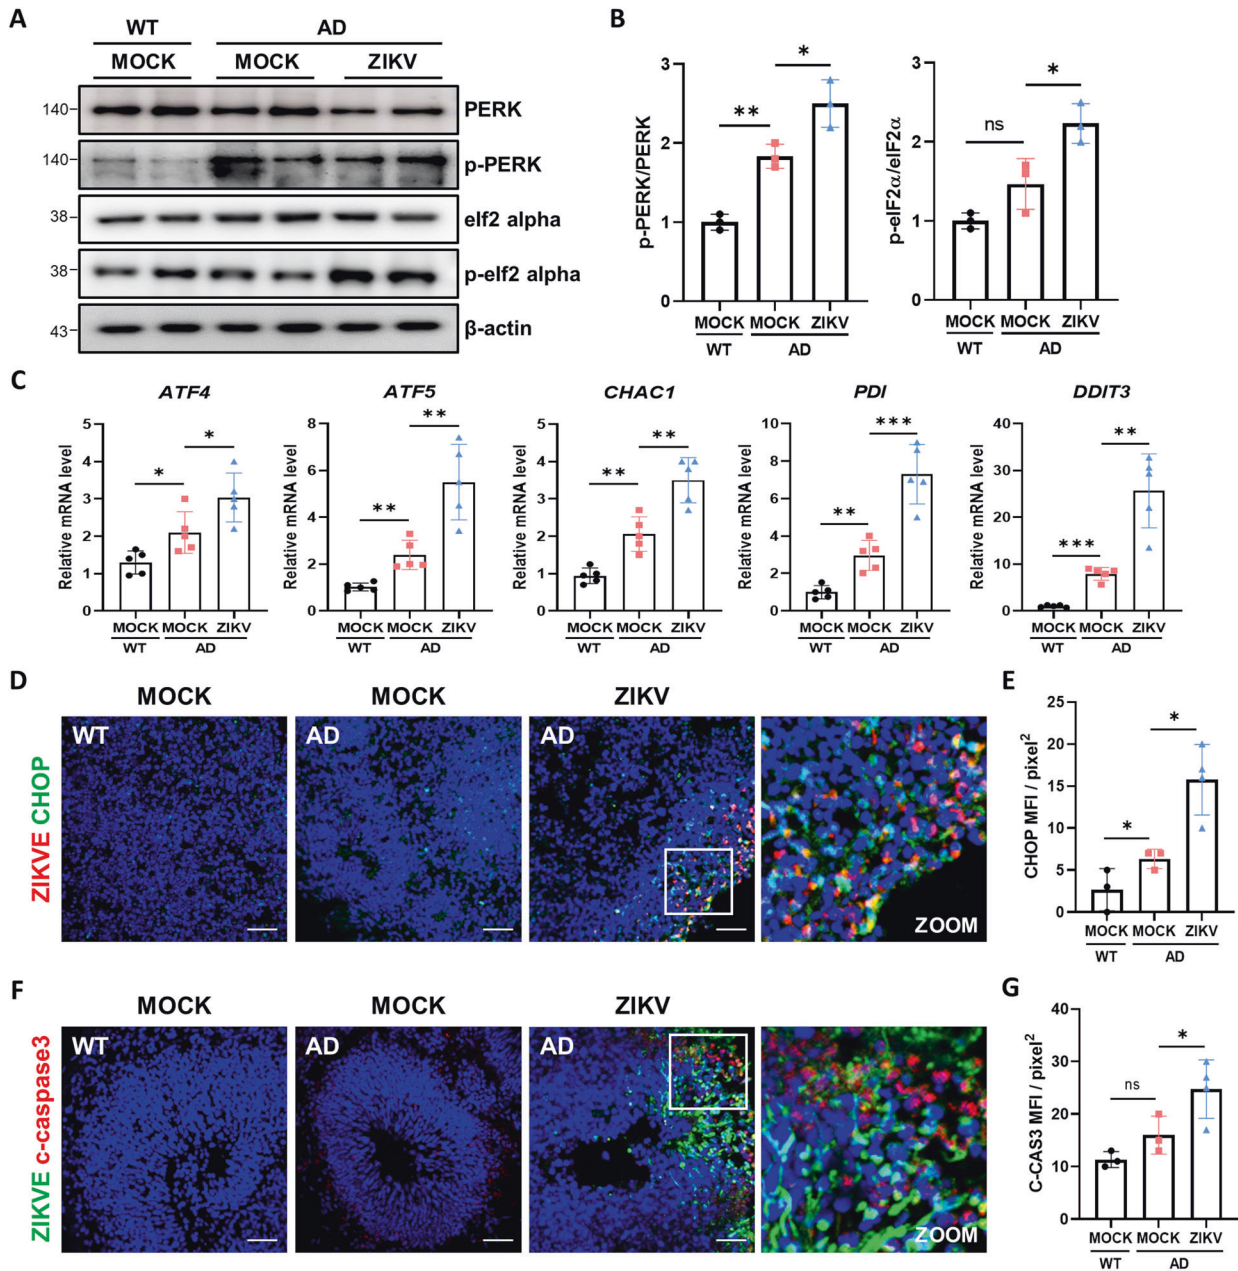 A
WT AD
MOCK MOCK ZIKV
140 PERK
140 p-PERK
38 elf2 alpha
38 p-elf2 alpha
43 β-actin
B
p-PERK/PERK
3
2
1
0
**
*
MOCK MOCK ZIKV
WT AD
p-eIF2α/eIF2α
3
2
1
0
ns
*
MOCK MOCK ZIKV
WT AD
C
ATF4
Relative mRNA level
5
4
3
2
1
0
*
*
MOCK MOCK ZIKV
WT AD
ATF5
Relative mRNA level
8
6
4
2
0
**
**
MOCK MOCK ZIKV
WT AD
CHAC1
Relative mRNA level
5
4
3
2
1
0
**
**
MOCK MOCK ZIKV
WT AD
PDI
Relative mRNA level
10
8
6
4
2
0
**
***
MOCK MOCK ZIKV
WT AD
DDIT3
Relative mRNA level
40
30
20
10
0
***
**
MOCK MOCK ZIKV
WT AD
D
MOCK MOCK ZIKV
ZIKVE CHOP
WT AD AD
ZOOM
E
CHOP MFI / pixel²
25
20
15
10
5
0
*
*
MOCK MOCK ZIKV
WT AD
F
MOCK MOCK ZIKV
ZIKVE c-caspase3
WT AD AD
ZOOM
G
C-CAS3 MFI / pixel²
40
30
20
10
0
ns
*
MOCK MOCK ZIKV
WT AD